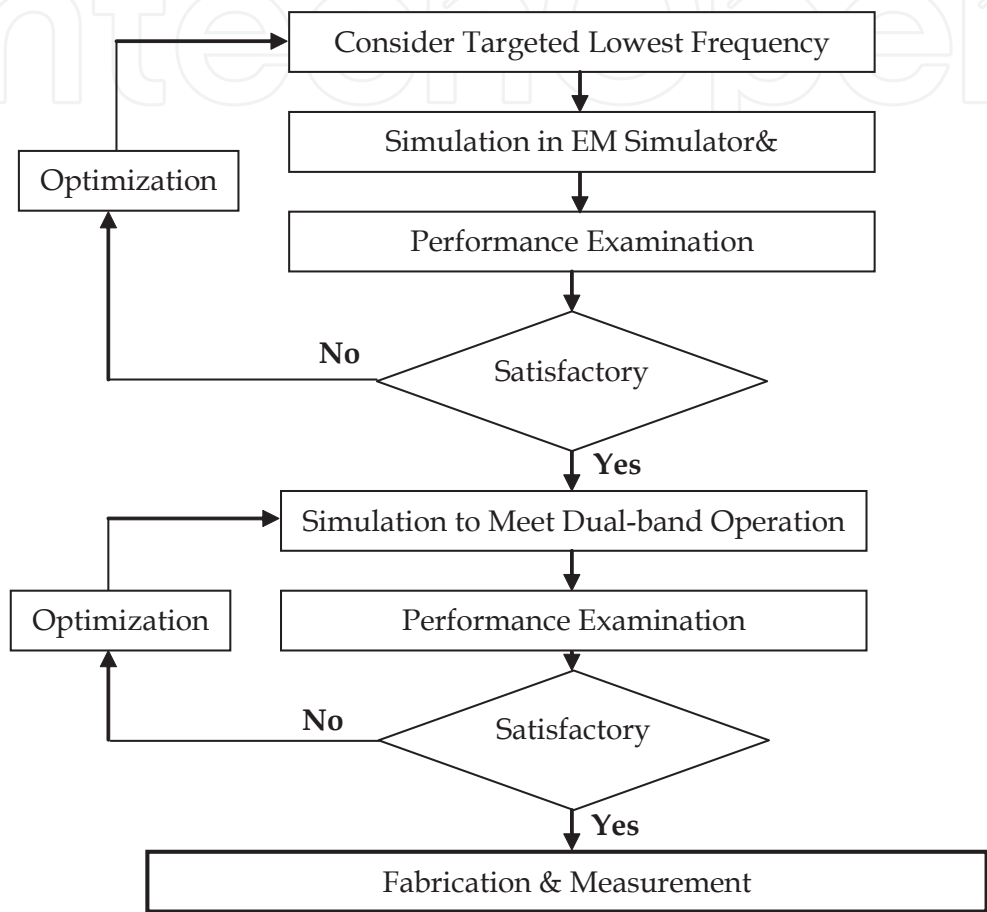 Consider Targeted Lowest Frequency
Simulation in EM Simulator&
Optimization
Performance Examination
No
Satisfactory
Yes
Simulation to Meet Dual-band Operation
Optimization
Performance Examination
No
Satisfactory
Yes
Fabrication & Measurement